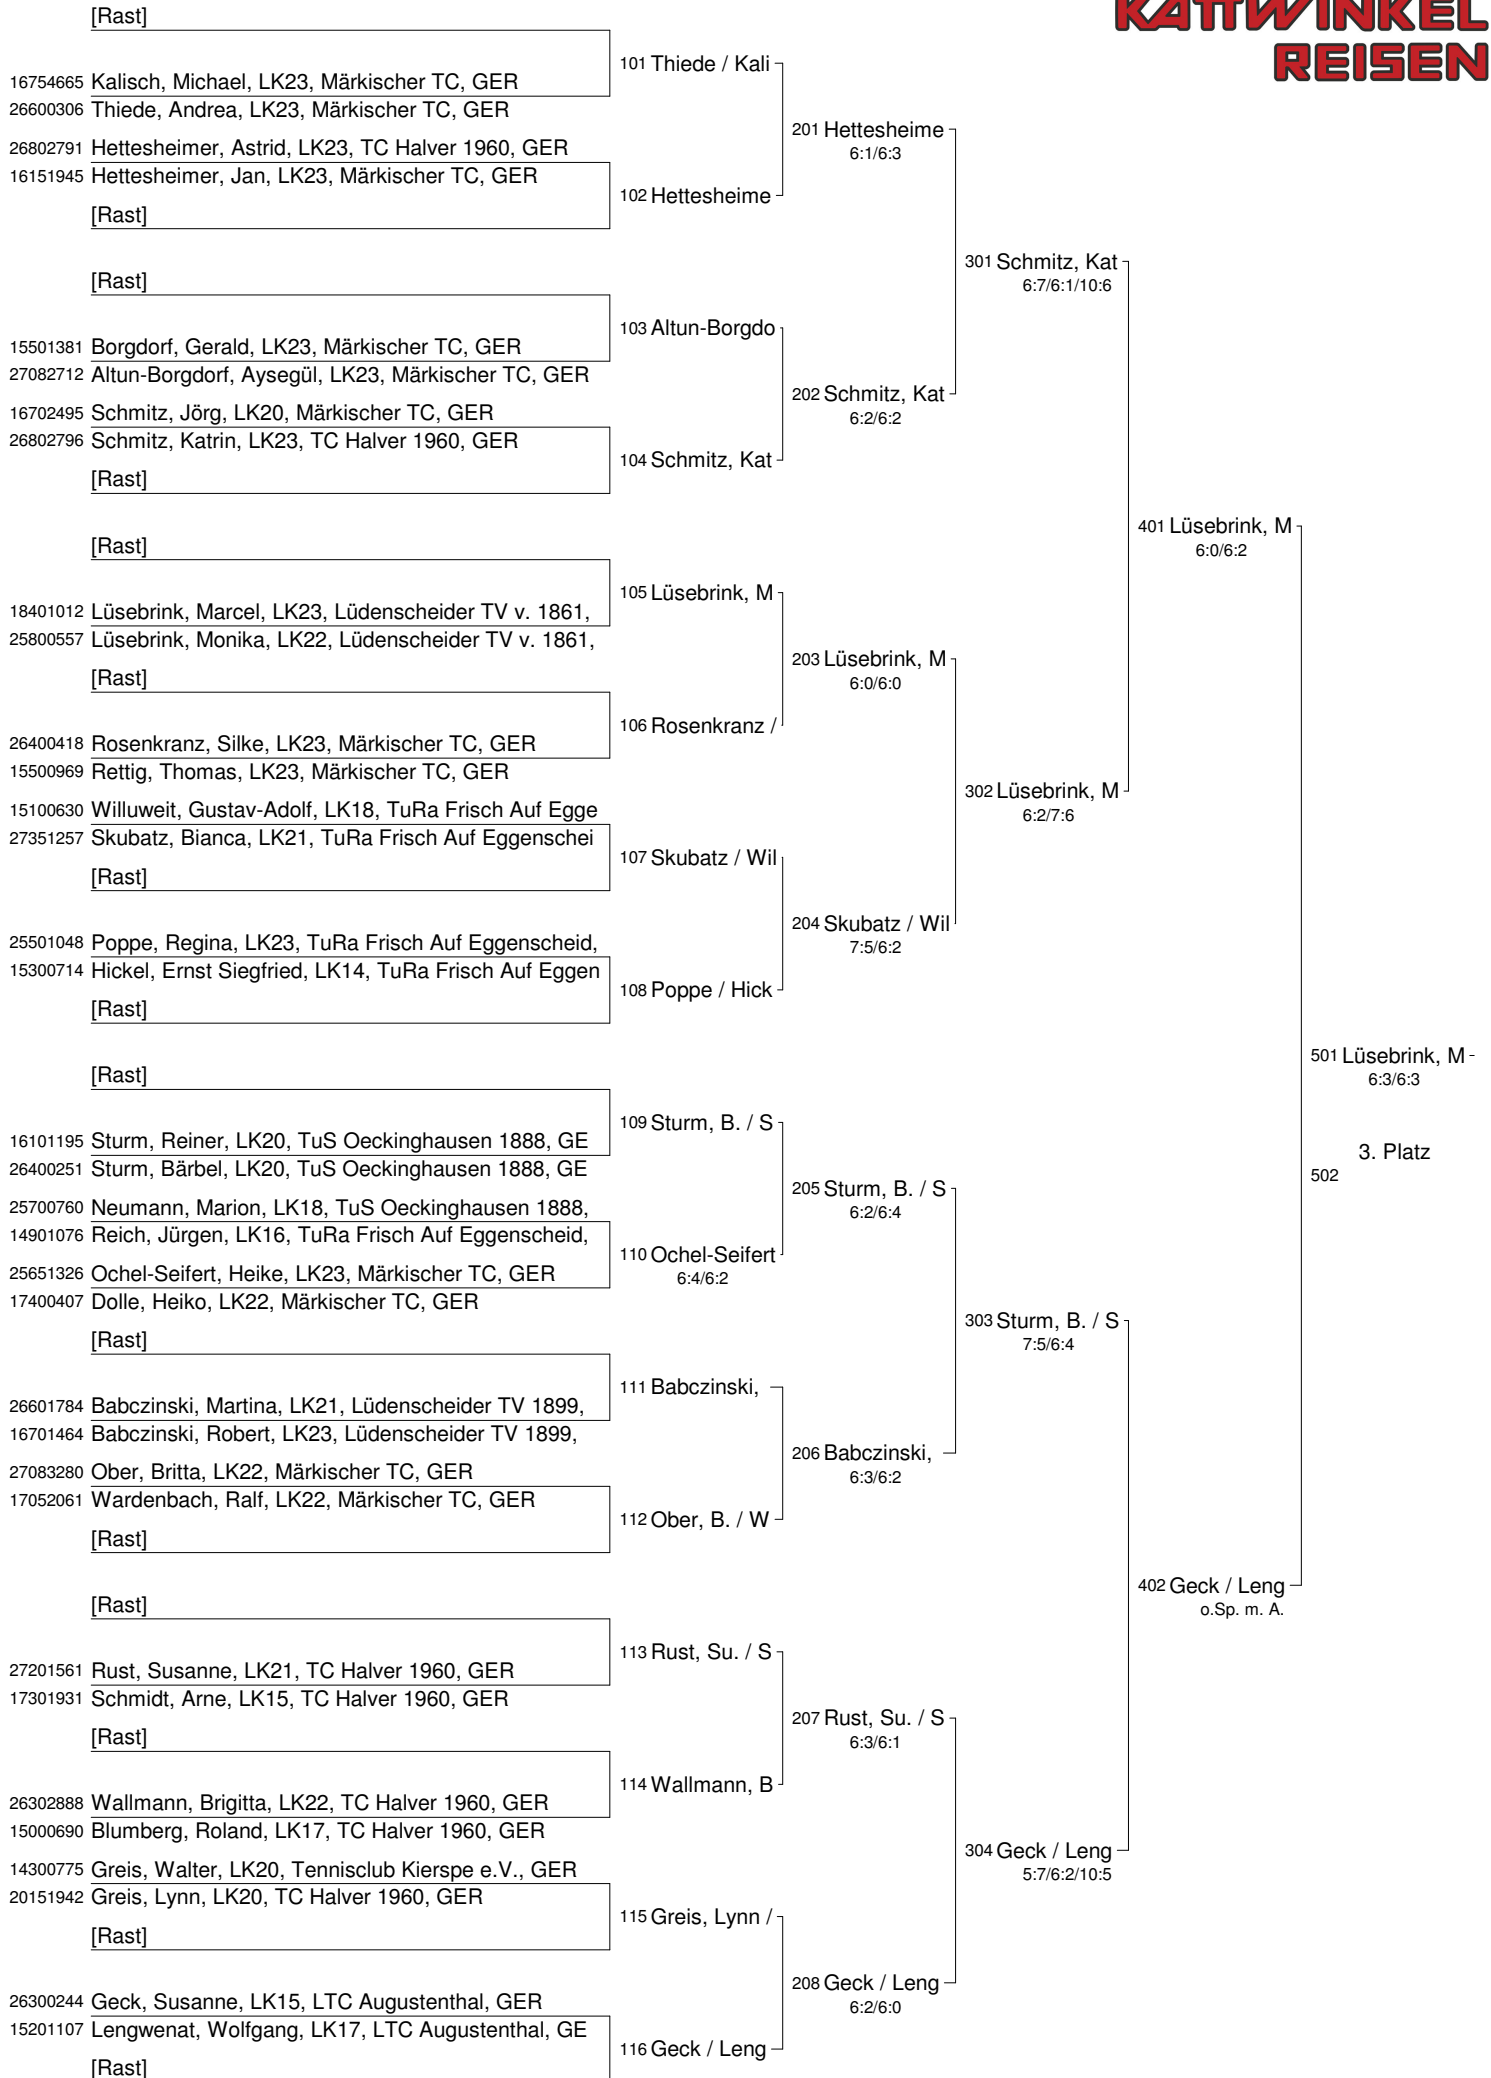 KATTWINKEL
REISEN
[Rast]
101 Thiede / Kali
16754665 Kalisch, Michael, LK23, Märkischer TC, GER
26600306 Thiede, Andrea, LK23, Märkischer TC, GER
201 Hettesheime
6:1/6:3
26802791 Hettesheimer, Astrid, LK23, TC Halver 1960, GER
16151945 Hettesheimer, Jan, LK23, Märkischer TC, GER
102 Hettesheime
[Rast]
301 Schmitz, Kat
6:7/6:1/10:6
[Rast]
103 Altun-Borgdo
15501381 Borgdorf, Gerald, LK23, Märkischer TC, GER
27082712 Altun-Borgdorf, Aysegül, LK23, Märkischer TC, GER
202 Schmitz, Kat
6:2/6:2
16702495 Schmitz, Jörg, LK20, Märkischer TC, GER
26802796 Schmitz, Katrin, LK23, TC Halver 1960, GER
104 Schmitz, Kat
[Rast]
401 Lüsebrink, M
6:0/6:2
[Rast]
105 Lüsebrink, M
18401012 Lüsebrink, Marcel, LK23, Lüdenscheider TV v. 1861,
25800557 Lüsebrink, Monika, LK22, Lüdenscheider TV v. 1861,
203 Lüsebrink, M
6:0/6:0
[Rast]
106 Rosenkranz /
26400418 Rosenkranz, Silke, LK23, Märkischer TC, GER
15500969 Rettig, Thomas, LK23, Märkischer TC, GER
302 Lüsebrink, M
6:2/7:6
15100630 Willuweit, Gustav-Adolf, LK18, TuRa Frisch Auf Egge
27351257 Skubatz, Bianca, LK21, TuRa Frisch Auf Eggenschei
107 Skubatz / Wil
[Rast]
204 Skubatz / Wil
7:5/6:2
25501048 Poppe, Regina, LK23, TuRa Frisch Auf Eggenscheid,
15300714 Hickel, Ernst Siegfried, LK14, TuRa Frisch Auf Eggen
108 Poppe / Hick
[Rast]
501 Lüsebrink, M
6:3/6:3
[Rast]
109 Sturm, B. / S
16101195 Sturm, Reiner, LK20, TuS Oeckinghausen 1888, GE
26400251 Sturm, Bärbel, LK20, TuS Oeckinghausen 1888, GE
3. Platz
502
205 Sturm, B. / S
6:2/6:4
25700760 Neumann, Marion, LK18, TuS Oeckinghausen 1888,
14901076 Reich, Jürgen, LK16, TuRa Frisch Auf Eggenscheid,
110 Ochel-Seifert
6:4/6:2
25651326 Ochel-Seifert, Heike, LK23, Märkischer TC, GER
17400407 Dolle, Heiko, LK22, Märkischer TC, GER
303 Sturm, B. / S
7:5/6:4
[Rast]
111 Babczinski,
26601784 Babczinski, Martina, LK21, Lüdenscheider TV 1899,
16701464 Babczinski, Robert, LK23, Lüdenscheider TV 1899,
206 Babczinski,
6:3/6:2
27083280 Ober, Britta, LK22, Märkischer TC, GER
17052061 Wardenbach, Ralf, LK22, Märkischer TC, GER
112 Ober, B. / W
[Rast]
402 Geck / Leng
o.Sp. m. A.
[Rast]
113 Rust, Su. / S
27201561 Rust, Susanne, LK21, TC Halver 1960, GER
17301931 Schmidt, Arne, LK15, TC Halver 1960, GER
207 Rust, Su. / S
6:3/6:1
[Rast]
114 Wallmann, B
26302888 Wallmann, Brigitta, LK22, TC Halver 1960, GER
15000690 Blumberg, Roland, LK17, TC Halver 1960, GER
304 Geck / Leng
5:7/6:2/10:5
14300775 Greis, Walter, LK20, Tennisclub Kierspe e.V., GER
20151942 Greis, Lynn, LK20, TC Halver 1960, GER
115 Greis, Lynn /
[Rast]
208 Geck / Leng
6:2/6:0
26300244 Geck, Susanne, LK15, LTC Augustenthal, GER
15201107 Lengwenat, Wolfgang, LK17, LTC Augustenthal, GE
116 Geck / Leng
[Rast]